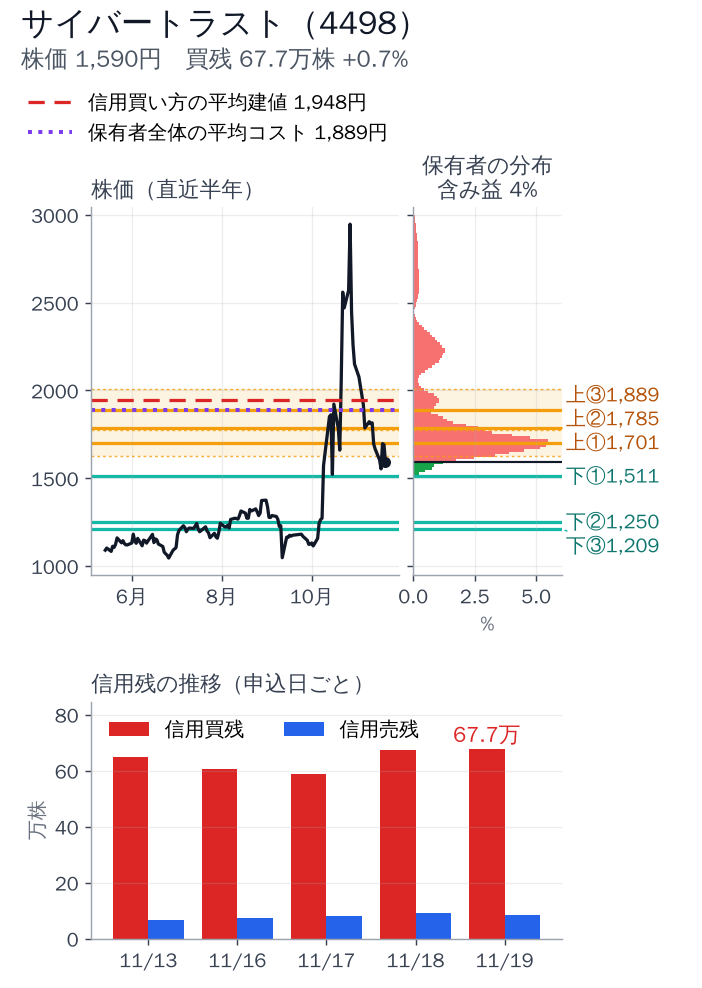 サイバートラスト（4498）
株価 1,590円　買残 67.7万株 +0.7%
信用買い方の平均建値 1,948円
保有者全体の平均コスト 1,889円
株価（直近半年）
保有者の分布
含み益 4%
3000
2500
2000
1500
1000
6月
8月
10月
0.0
2.5
5.0
%
上③1,889
上②1,785
上①1,701
下①1,511
下②1,250
下③1,209
信用残の推移（申込日ごと）
信用買残
信用売残
67.7万
万株
80
60
40
20
0
11/13
11/16
11/17
11/18
11/19